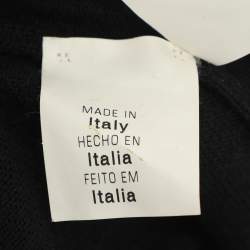 MADE IN
Italy
HECHO EN
Italia
FEITO EM
Italia